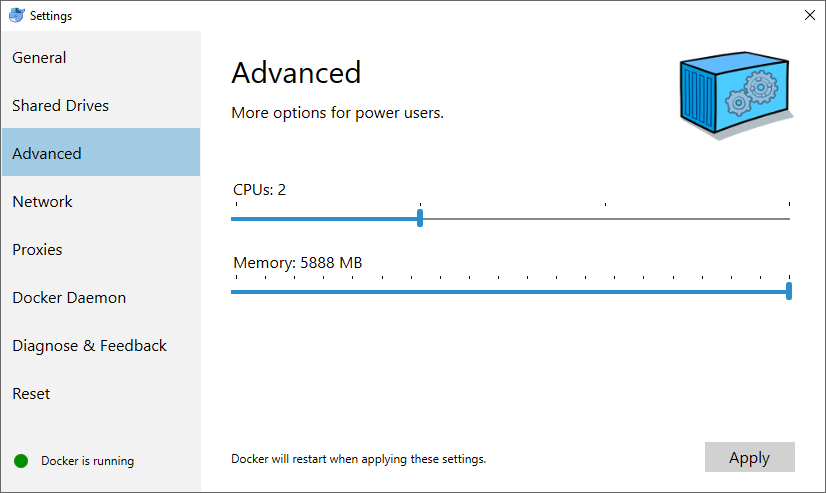 Settings
General
Shared Drives
Advanced
Network
Proxies
Docker Daemon
Diagnose & Feedback
Reset
Docker is running
Advanced
More options for power users.
CPUs: 2
Memory: 5888 MB
Docker will restart when applying these settings.
Apply